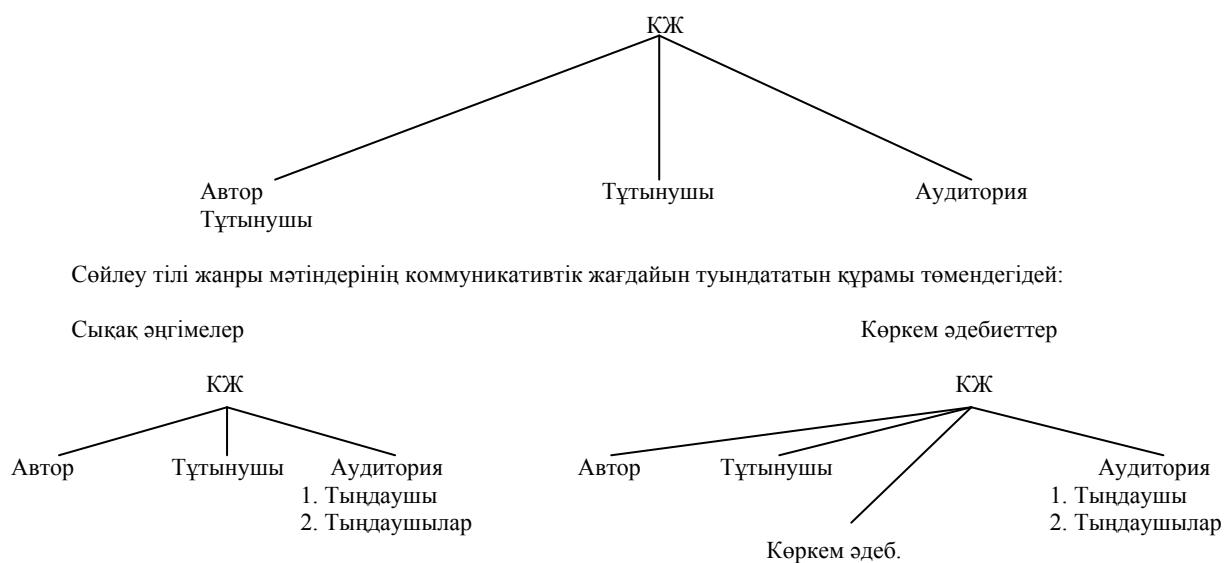 КЖ
Автор Тұтынушы Аудитория
Тұтынушы
Сөйлеу тілі жанры мәтіндерінің коммуникативтік жағдайын туындататын құрамы төмендегідей:
Сықақ әңгімелер Көркем әдебиеттер
КЖ КЖ
Автор Тұтынушы Аудитория Автор Тұтынушы Аудитория
1. Тыңдаушы 1. Тыңдаушы
2. Тыңдаушылар 2. Тыңдаушылар
Көркем әдеб.